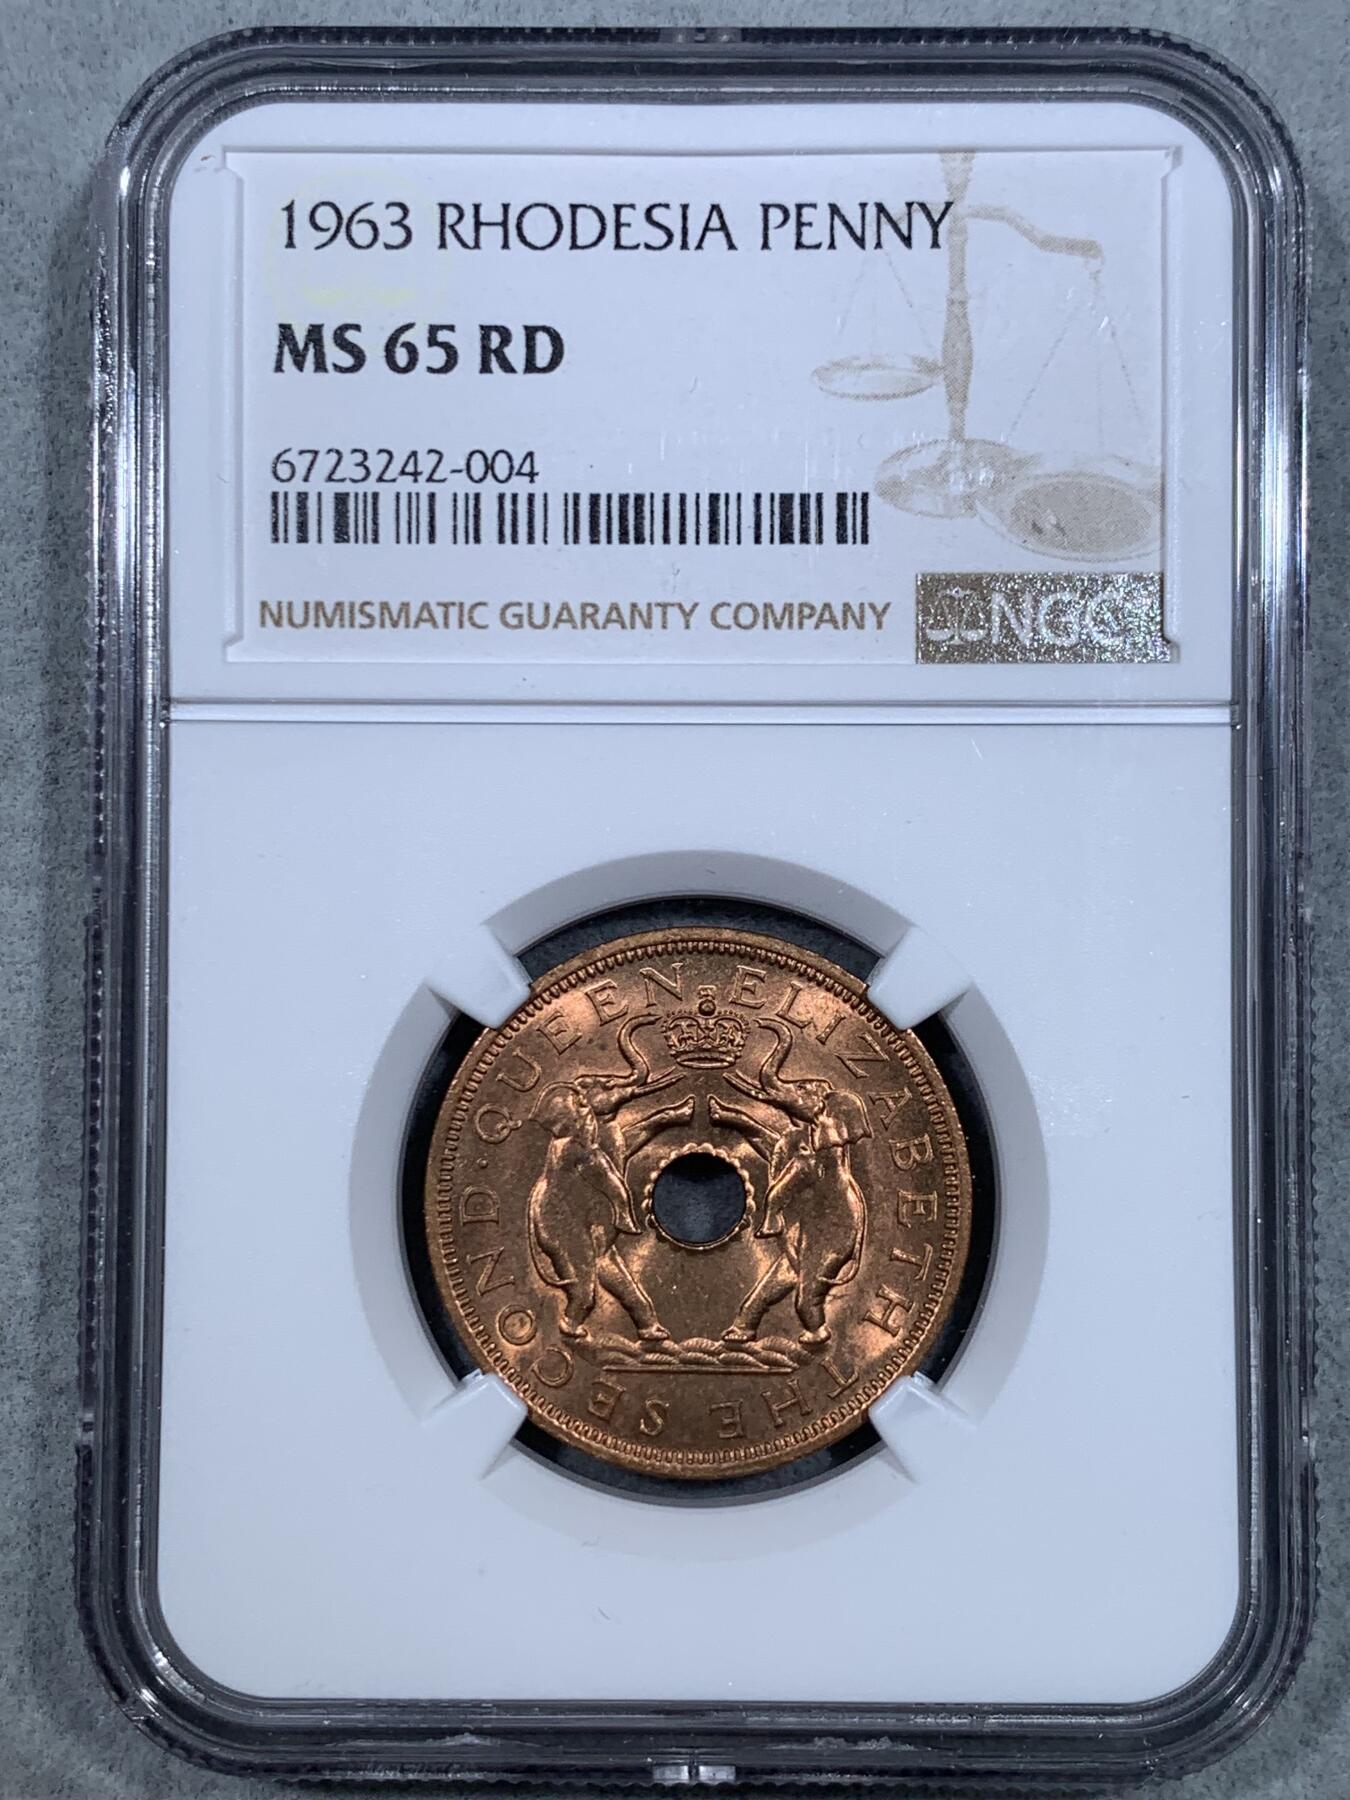 1963 RHODESIA PENNY
MS 65 RD
6723242-004
NUMISMATIC GUARANTY COMPANY
NGC
QUEEN ELIZABETH THE SECOND